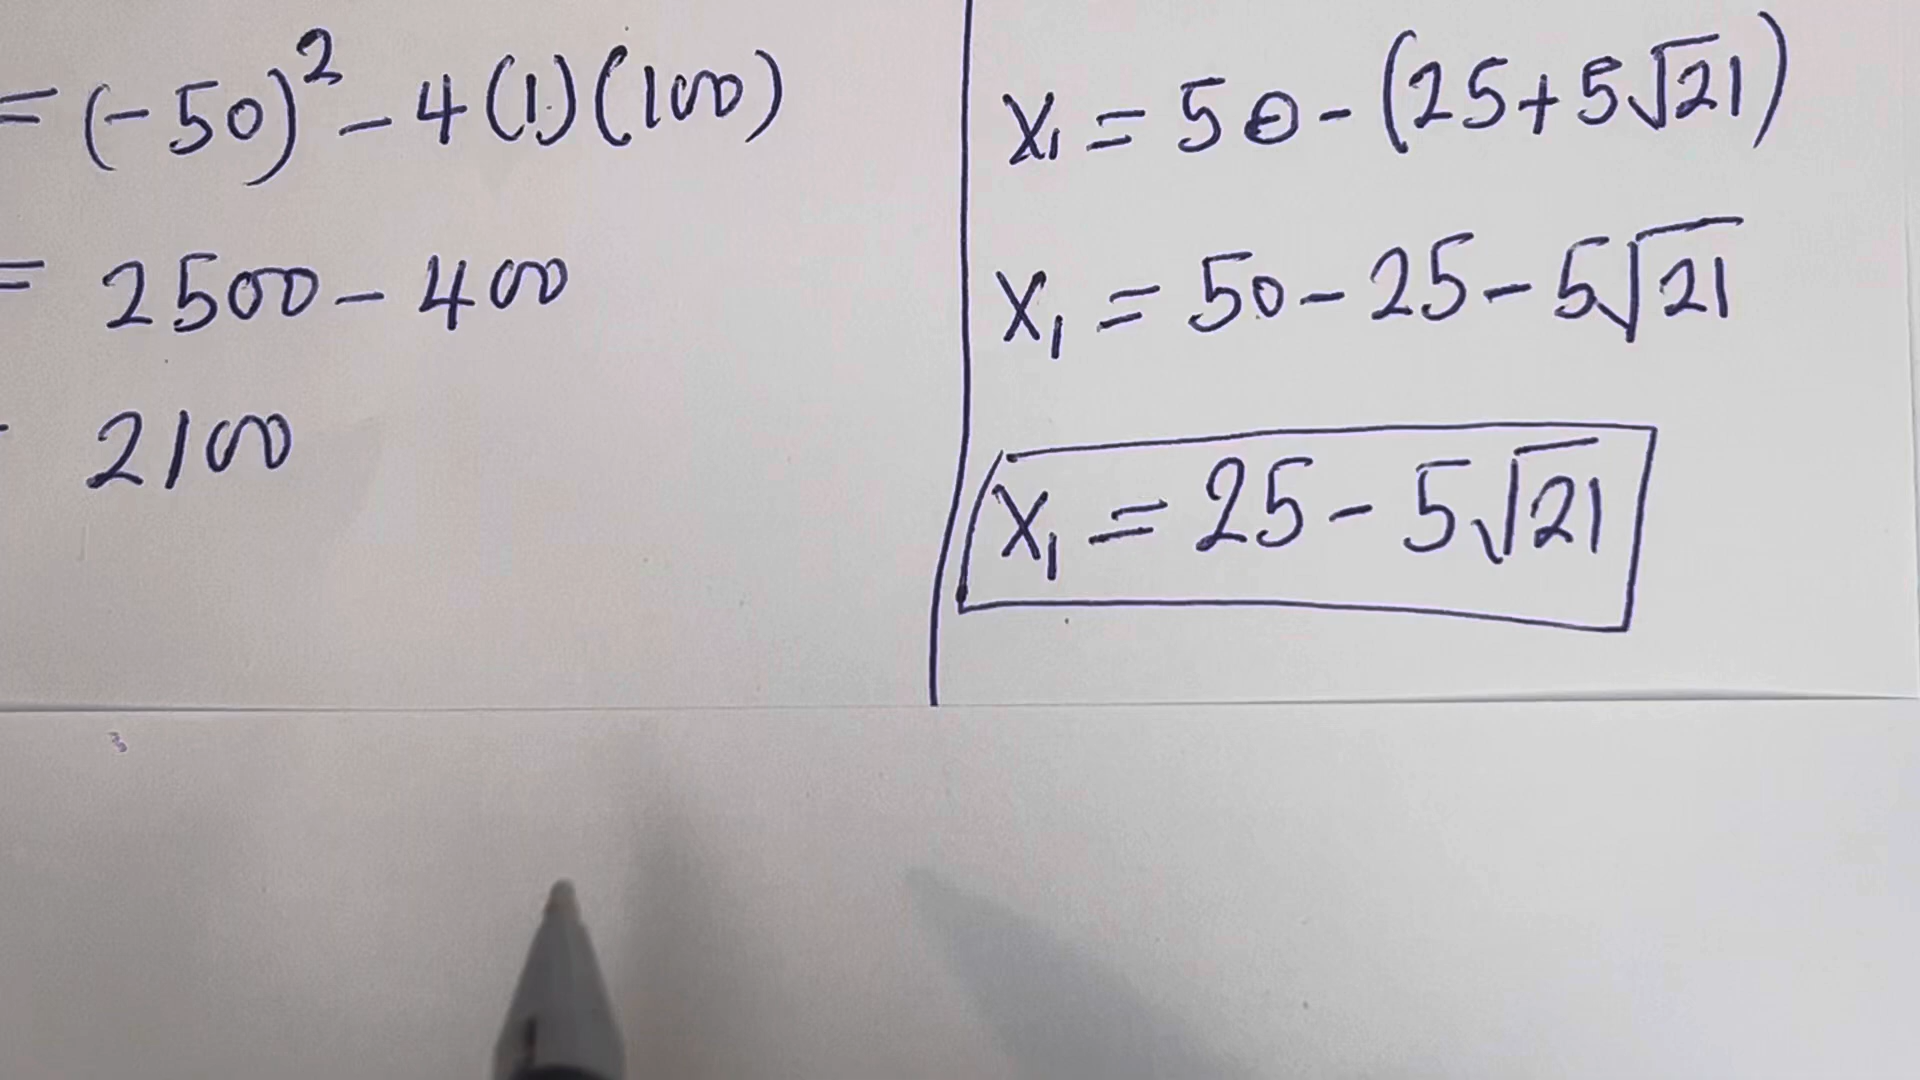 = (-50)² - 4(1)(100)
= 2500 - 400
- 2100
x₁ = 50 - (25 + 5√21)
x₁ = 50 - 25 - 5√21
x₁ = 25 - 5√21